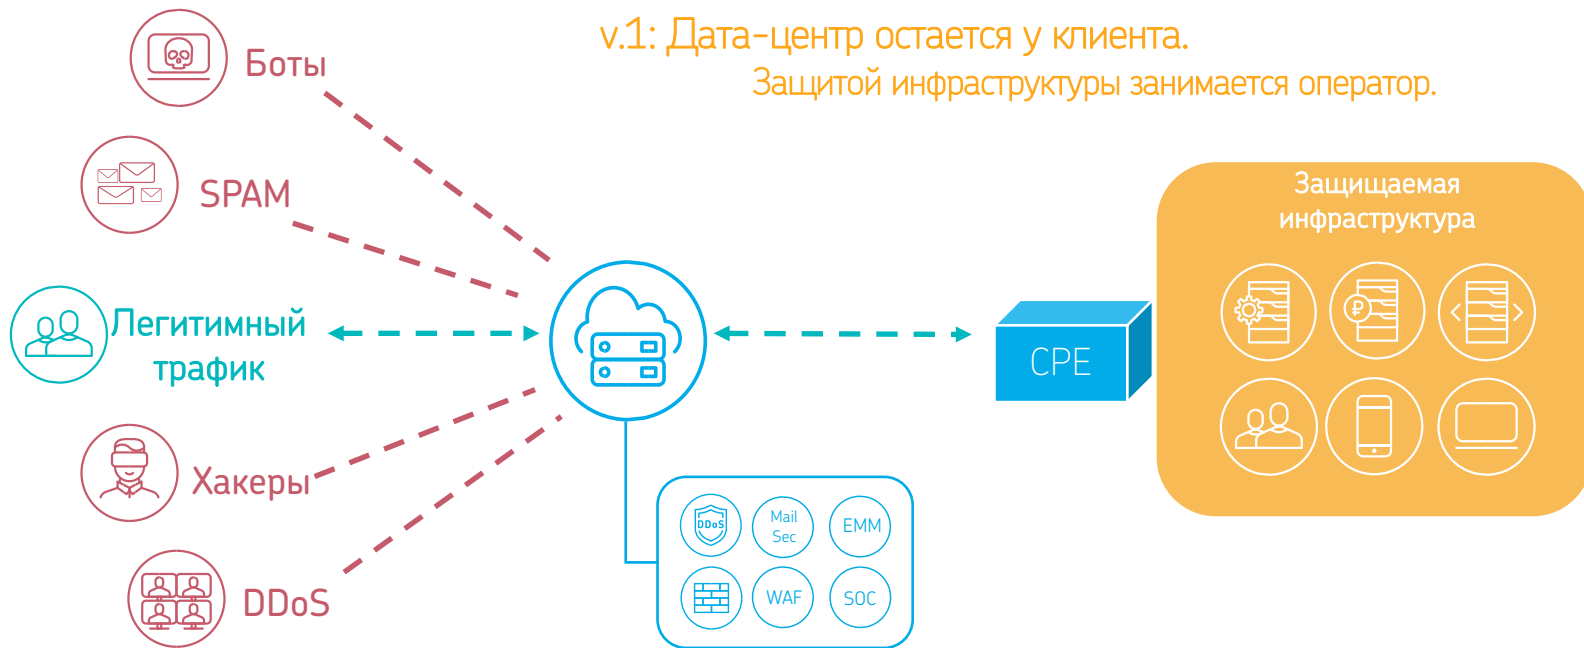 v.1: Дата-центр остается у клиента.
Защитой инфраструктуры занимается оператор.
Боты
SPAM
Легитимный
трафик
Хакеры
DDoS
CPE
Защищаемая
инфраструктура
₽
DDoS
Mail
Sec
EMM
WAF
SOC